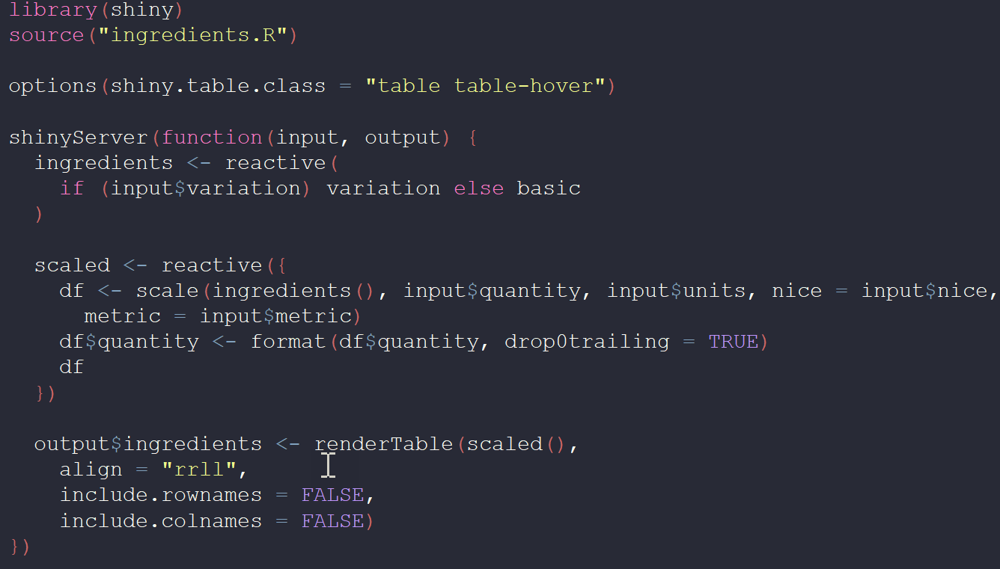 library(shiny)
source("ingredients.R")

options(shiny.table.class = "table table-hover")

shinyServer(function(input, output) {
  ingredients <- reactive(
    if (input$variation) variation else basic
  )

  scaled <- reactive({
    df <- scale(ingredients(), input$quantity, input$units, nice = input$nice,
      metric = input$metric)
    df$quantity <- format(df$quantity, drop0trailing = TRUE)
    df
  })

  output$ingredients <- renderTable(scaled(),
    align = "rrll",
    include.rownames = FALSE,
    include.colnames = FALSE)
})